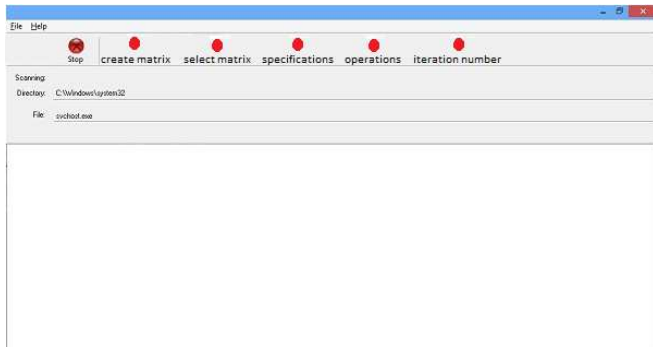 File Help
Stop create matrix select matrix specifications operations iteration number
Scanning:
Directory: C:\Windows\system32
File: svchost.exe